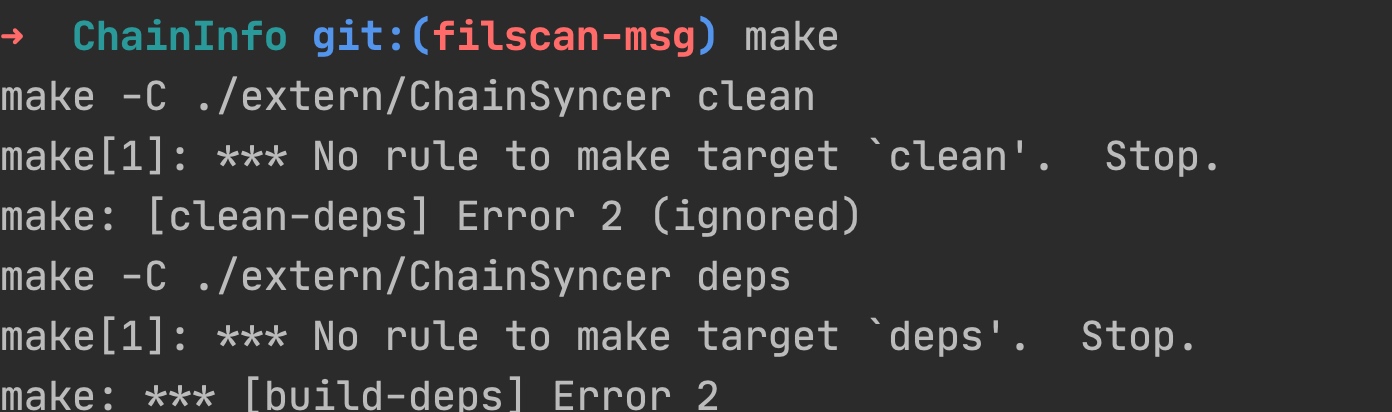 ➜  ChainInfo git:(filscan-msg) make
make -C ./extern/ChainSyncer clean
make[1]: *** No rule to make target `clean'.  Stop.
make: [clean-deps] Error 2 (ignored)
make -C ./extern/ChainSyncer deps
make[1]: *** No rule to make target `deps'.  Stop.
make: *** [build-deps] Error 2